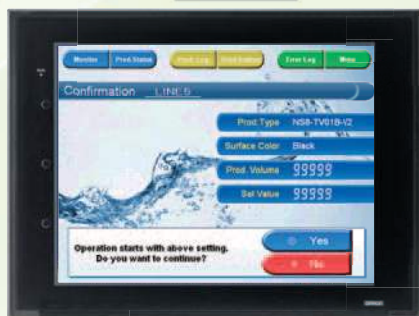 Monitor Prod.Status Prod.Log Error Log Menu
Confirmation LINE5
Prod.Type NS8-TV01B-V2
Surface Color Black
Prod. Volume 99999
Set Value 99999
Operation starts with above setting.
Do you want to continue?
Yes
No
OMRON